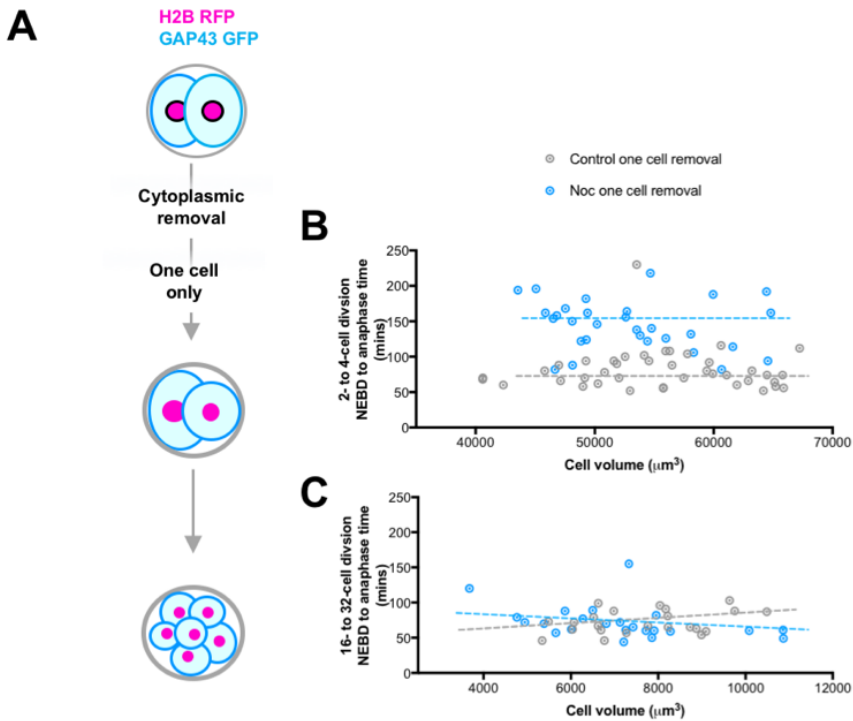 A
H2B RFP
GAP43 GFP
Cytoplasmic
removal
One cell
only
Control one cell removal
Noc one cell removal
B
2- to 4-cell divsion
NEBD to anaphase time
(mins)
250
200
150
100
50
0
40000 50000 60000 70000
Cell volume (μm³)
C
16- to 32-cell divsion
NEBD to anaphase time
(mins)
250
200
150
100
50
0
4000 6000 8000 10000 12000
Cell volume (μm³)